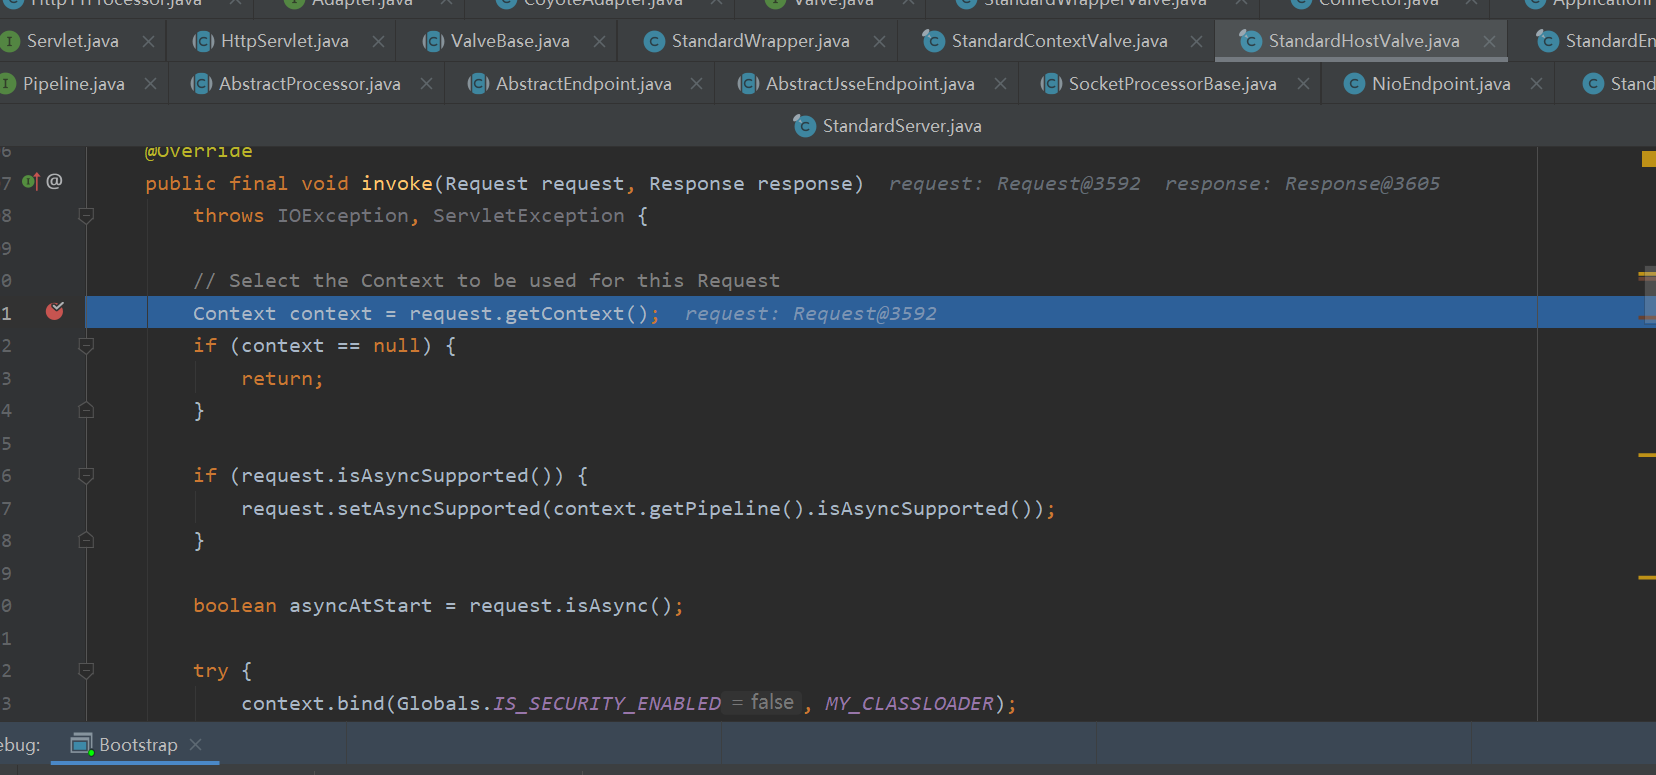 Adapter.java CoyoteAdapter.java Valve.java StandardWrapperValve.java Connector.java
Servlet.java HttpServlet.java ValveBase.java StandardWrapper.java StandardContextValve.java StandardHostValve.java StandardEn
Pipeline.java AbstractProcessor.java AbstractEndpoint.java AbstractJsseEndpoint.java SocketProcessorBase.java NioEndpoint.java Stand
StandardServer.java
6 @Override
7 @ public final void invoke(Request request, Response response) request: Request@3592 response: Response@3605
8 throws IOException, ServletException {
9
0 // Select the Context to be used for this Request
1 Context context = request.getContext(); request: Request@3592
2 if (context == null) {
3 return;
4 }
5
6 if (request.isAsyncSupported()) {
7 request.setAsyncSupported(context.getPipeline().isAsyncSupported());
8 }
9
0 boolean asyncAtStart = request.isAsync();
1
2 try {
3 context.bind(Globals.IS_SECURITY_ENABLED = false , MY_CLASSLOADER);
ebug: Bootstrap